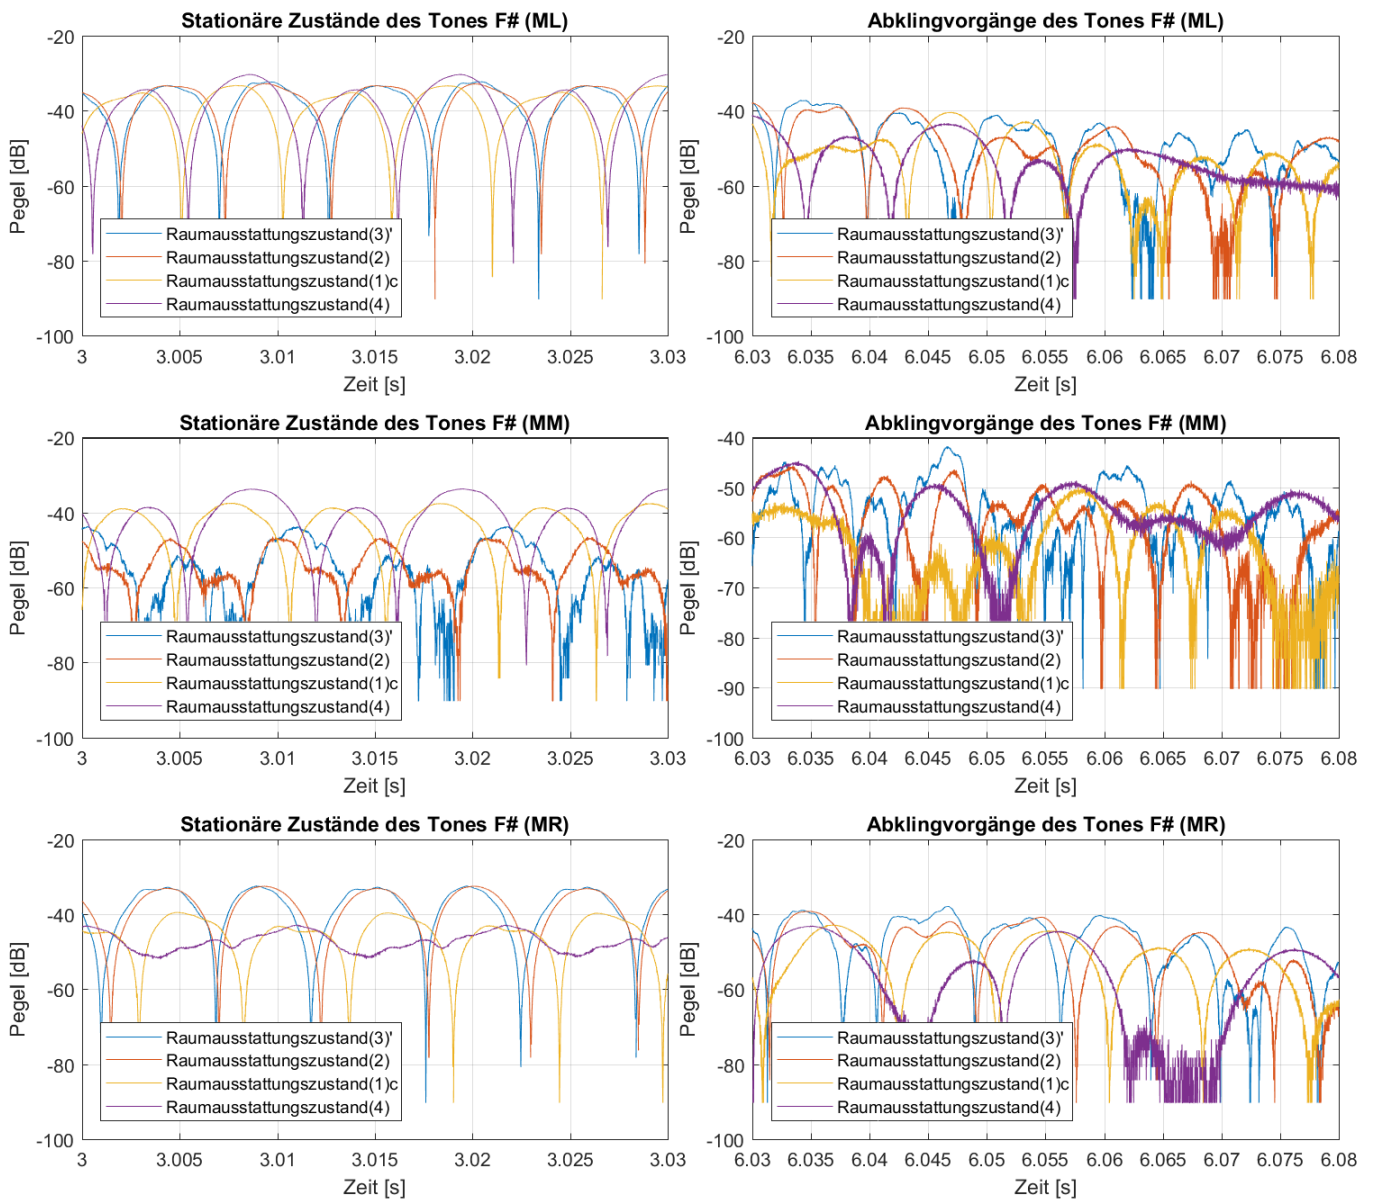 Stationäre Zustände des Tones F# (ML)
-20
-40
-60
-80
-100
Pegel [dB]
Raumausstattungszustand(3)'
Raumausstattungszustand(2)
Raumausstattungszustand(1)c
Raumausstattungszustand(4)
3 3.005 3.01 3.015 3.02 3.025 3.03
Zeit [s]
Abklingvorgänge des Tones F# (ML)
-20
-40
-60
-80
-100
Pegel [dB]
Raumausstattungszustand(3)'
Raumausstattungszustand(2)
Raumausstattungszustand(1)c
Raumausstattungszustand(4)
6.03 6.035 6.04 6.045 6.05 6.055 6.06 6.065 6.07 6.075 6.08
Zeit [s]
Stationäre Zustände des Tones F# (MM)
-20
-40
-60
-80
-100
Pegel [dB]
Raumausstattungszustand(3)'
Raumausstattungszustand(2)
Raumausstattungszustand(1)c
Raumausstattungszustand(4)
3 3.005 3.01 3.015 3.02 3.025 3.03
Zeit [s]
Abklingvorgänge des Tones F# (MM)
-40
-50
-60
-70
-80
-90
-100
Pegel [dB]
Raumausstattungszustand(3)'
Raumausstattungszustand(2)
Raumausstattungszustand(1)c
Raumausstattungszustand(4)
6.03 6.035 6.04 6.045 6.05 6.055 6.06 6.065 6.07 6.075 6.08
Zeit [s]
Stationäre Zustände des Tones F# (MR)
-20
-40
-60
-80
-100
Pegel [dB]
Raumausstattungszustand(3)'
Raumausstattungszustand(2)
Raumausstattungszustand(1)c
Raumausstattungszustand(4)
3 3.005 3.01 3.015 3.02 3.025 3.03
Zeit [s]
Abklingvorgänge des Tones F# (MR)
-20
-40
-60
-80
-100
Pegel [dB]
Raumausstattungszustand(3)'
Raumausstattungszustand(2)
Raumausstattungszustand(1)c
Raumausstattungszustand(4)
6.03 6.035 6.04 6.045 6.05 6.055 6.06 6.065 6.07 6.075 6.08
Zeit [s]